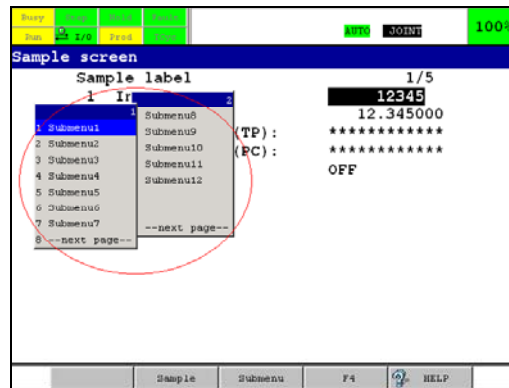 Busy Step Hold Fault
Run I/O Prod TCyc
AUTO JOINT 100%
Sample screen
Sample label 1/5
1 In 12345
12.345000
(TP): ************
(PC): ************
OFF
1
1 Submenu1
2 Submenu2
3 Submenu3
4 Submenu4
5 Submenu5
6 Submenu6
7 Submenu7
8 --next page--
2
Submenu8
Submenu9
Submenu10
Submenu11
Submenu12
--next page--
Sample Submenu F4 HELP